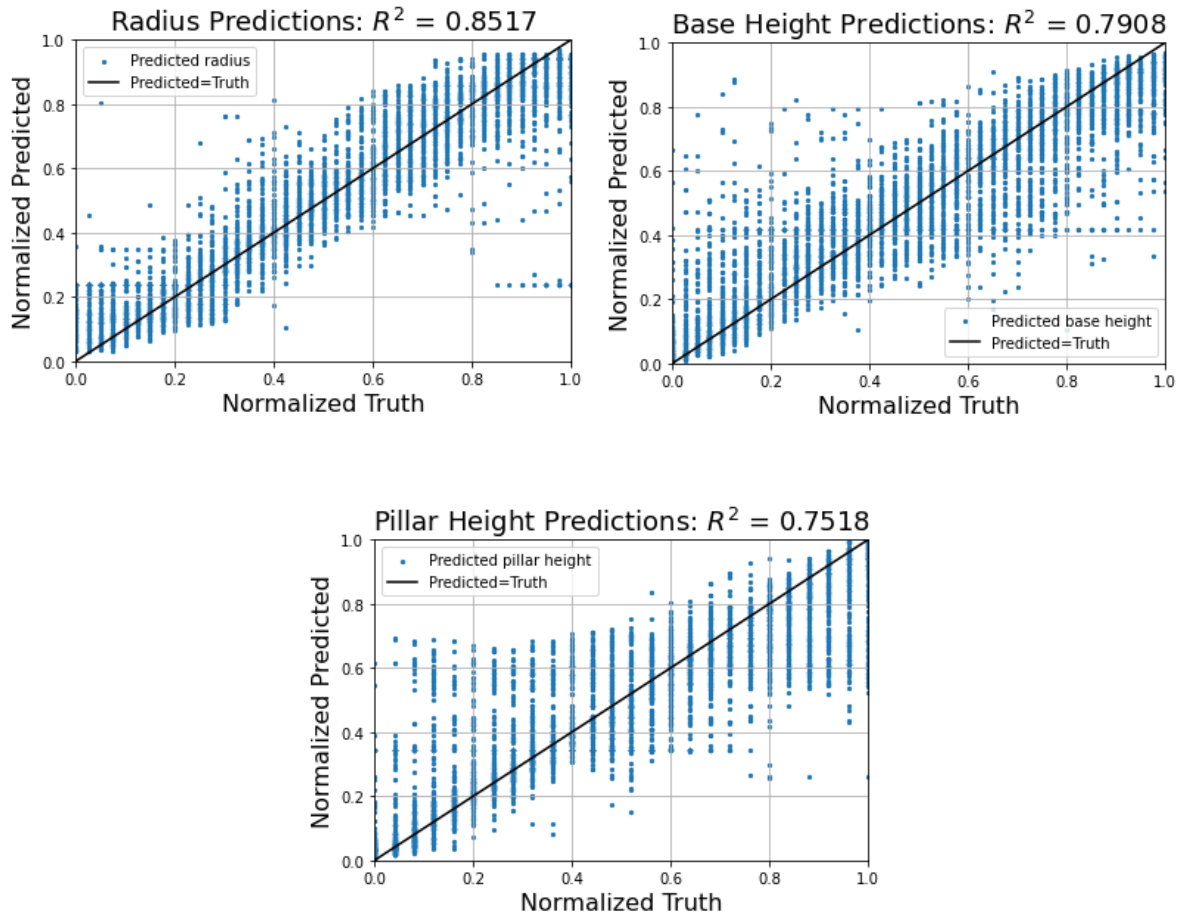 Radius Predictions: R² = 0.8517
Normalized Predicted
1.0
0.8
0.6
0.4
0.2
0.0
Predicted radius
Predicted=Truth
0.0 0.2 0.4 0.6 0.8 1.0
Normalized Truth
Base Height Predictions: R² = 0.7908
Normalized Predicted
1.0
0.8
0.6
0.4
0.2
0.0
Predicted base height
Predicted=Truth
0.0 0.2 0.4 0.6 0.8 1.0
Normalized Truth
Pillar Height Predictions: R² = 0.7518
Normalized Predicted
1.0
0.8
0.6
0.4
0.2
0.0
Predicted pillar height
Predicted=Truth
0.0 0.2 0.4 0.6 0.8 1.0
Normalized Truth